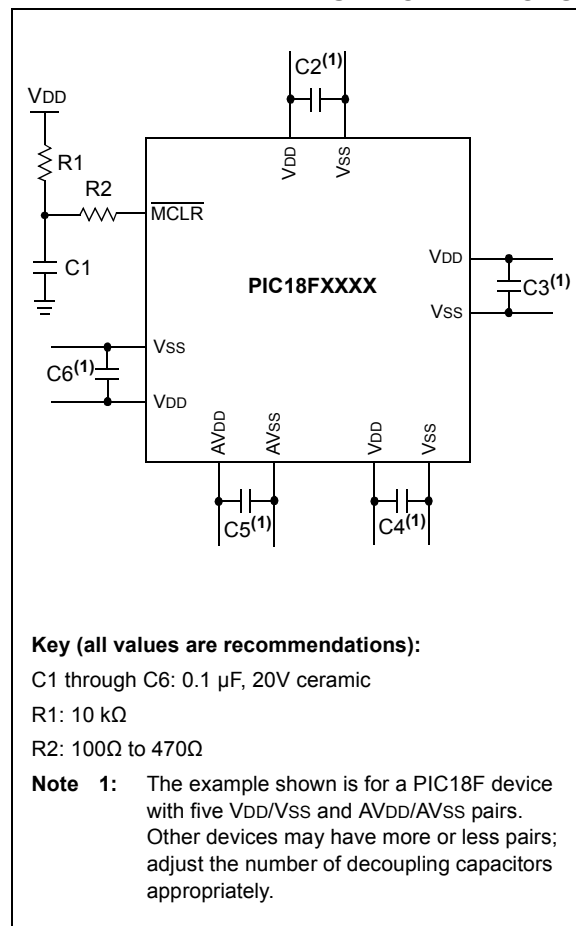 C2(1)
VDD
R1
R2
C1
VDD
VSS
MCLR
PIC18FXXXX
VDD
C3(1)
VSS
VSS
C6(1)
VDD
AVDD
AVSS
VDD
VSS
C5(1)
C4(1)
Key (all values are recommendations):
C1 through C6: 0.1 µF, 20V ceramic
R1: 10 kΩ
R2: 100Ω to 470Ω
Note 1: The example shown is for a PIC18F device
with five VDD/VSS and AVDD/AVSS pairs.
Other devices may have more or less pairs;
adjust the number of decoupling capacitors
appropriately.